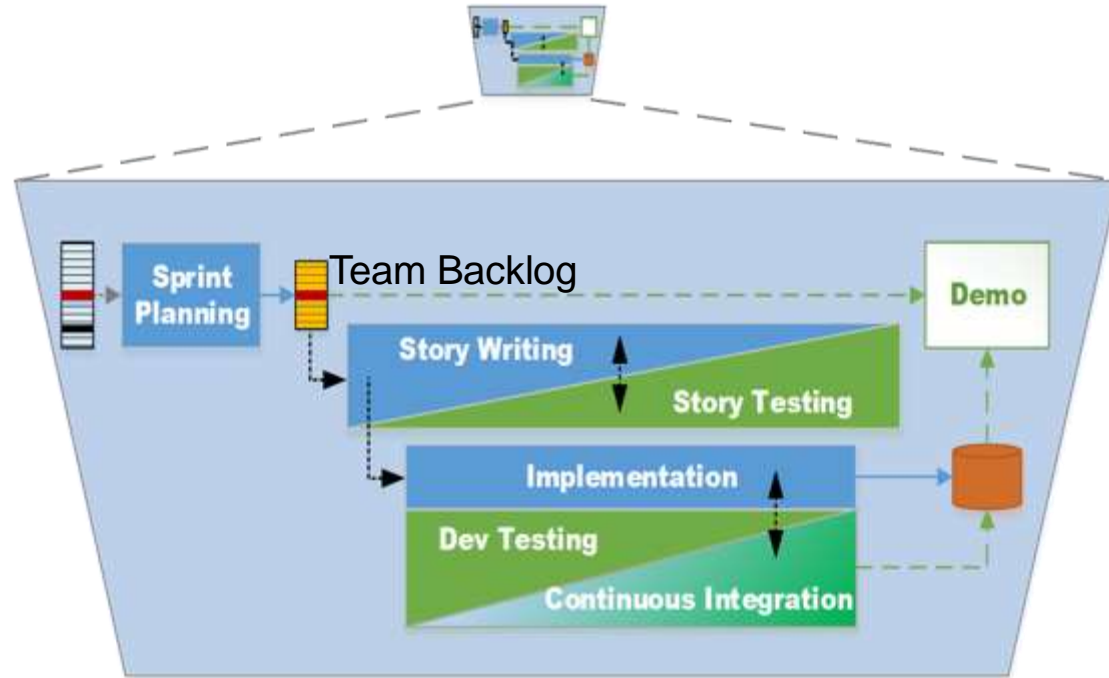 Sprint
Planning
Team Backlog
Demo
Story Writing
Story Testing
Implementation
Dev Testing
Continuous Integration